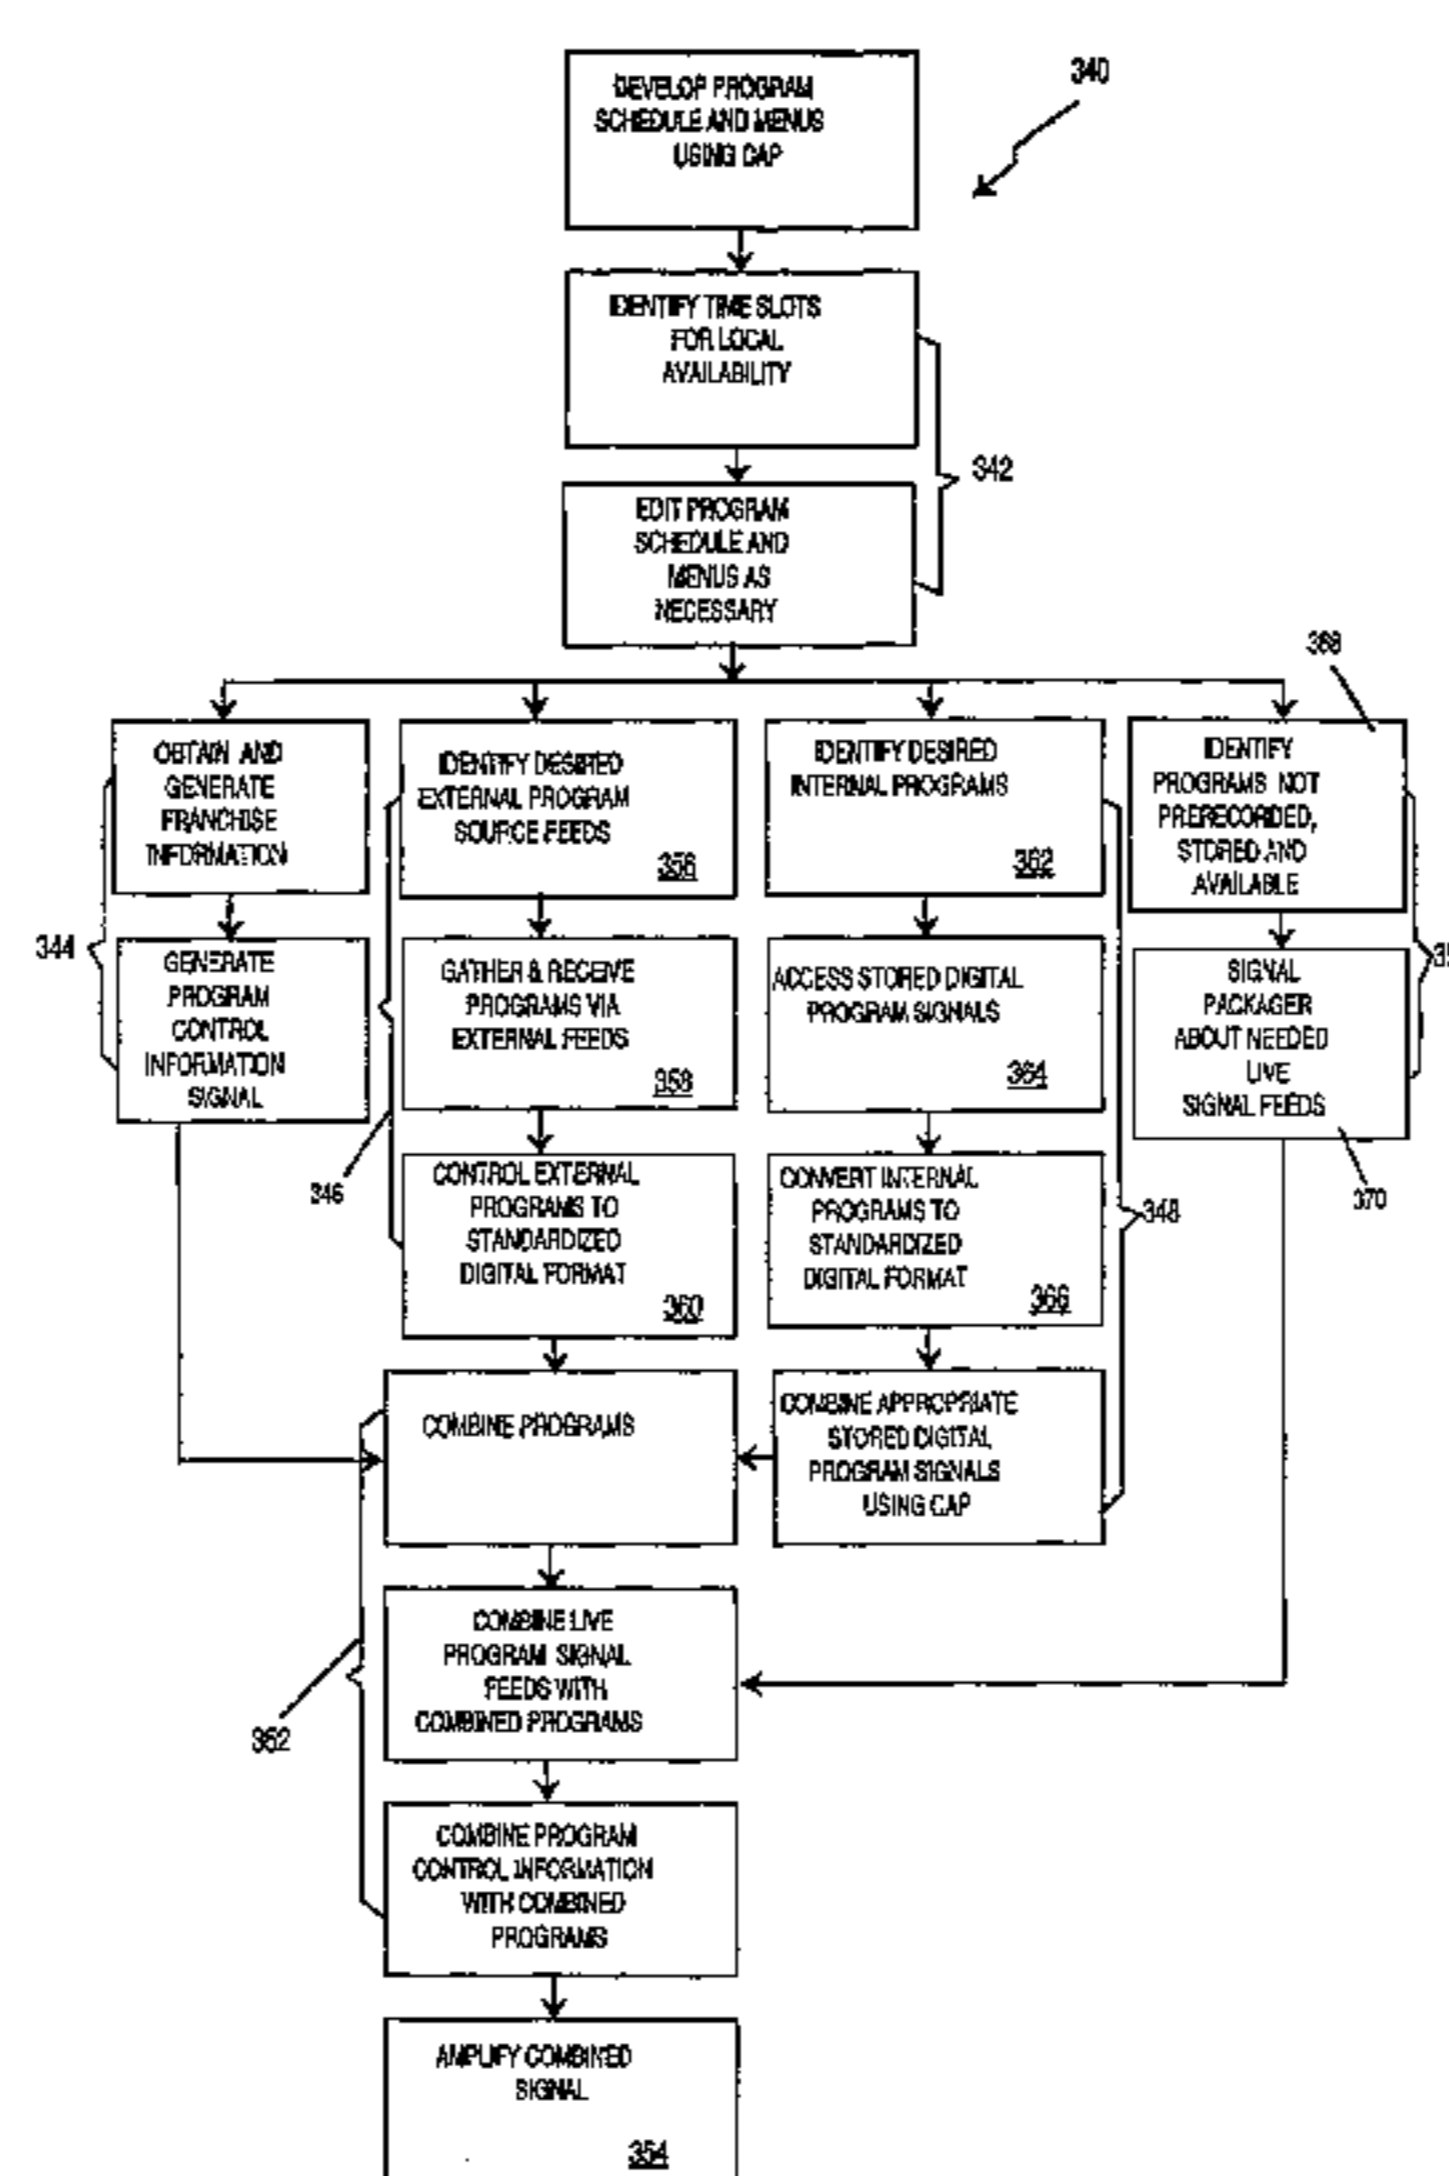 340
DEVELOP PROGRAM
SCHEDULE AND MENUS
USING CAP
IDENTIFY TIME SLOTS
FOR LOCAL
AVAILABILITY
342
EDIT PROGRAM
SCHEDULE AND
MENUS AS
NECESSARY
344
OBTAIN AND
GENERATE
FRANCHISE
INFORMATION
GENERATE
PROGRAM
CONTROL
INFORMATION
SIGNAL
346
IDENTIFY DESIRED
EXTERNAL PROGRAM
SOURCE FEEDS
356
GATHER & RECEIVE
PROGRAMS VIA
EXTERNAL FEEDS
358
CONTROL EXTERNAL
PROGRAMS TO
STANDARDIZED
DIGITAL FORMAT
360
IDENTIFY DESIRED
INTERNAL PROGRAMS
362
ACCESS STORED DIGITAL
PROGRAM SIGNALS
364
CONVERT INTERNAL
PROGRAMS TO
STANDARDIZED
DIGITAL FORMAT
366
348
COMBINE APPROPRIATE
STORED DIGITAL
PROGRAM SIGNALS
USING CAP
368
IDENTIFY
PROGRAMS NOT
PRERECORDED,
STORED AND
AVAILABLE
SIGNAL
PACKAGER
ABOUT NEEDED
LIVE
SIGNAL FEEDS
370
COMBINE PROGRAMS
COMBINE LIVE
PROGRAM SIGNAL
FEEDS WITH
COMBINED PROGRAMS
352
COMBINE PROGRAM
CONTROL INFORMATION
WITH COMBINED
PROGRAMS
AMPLIFY COMBINED
SIGNAL
354